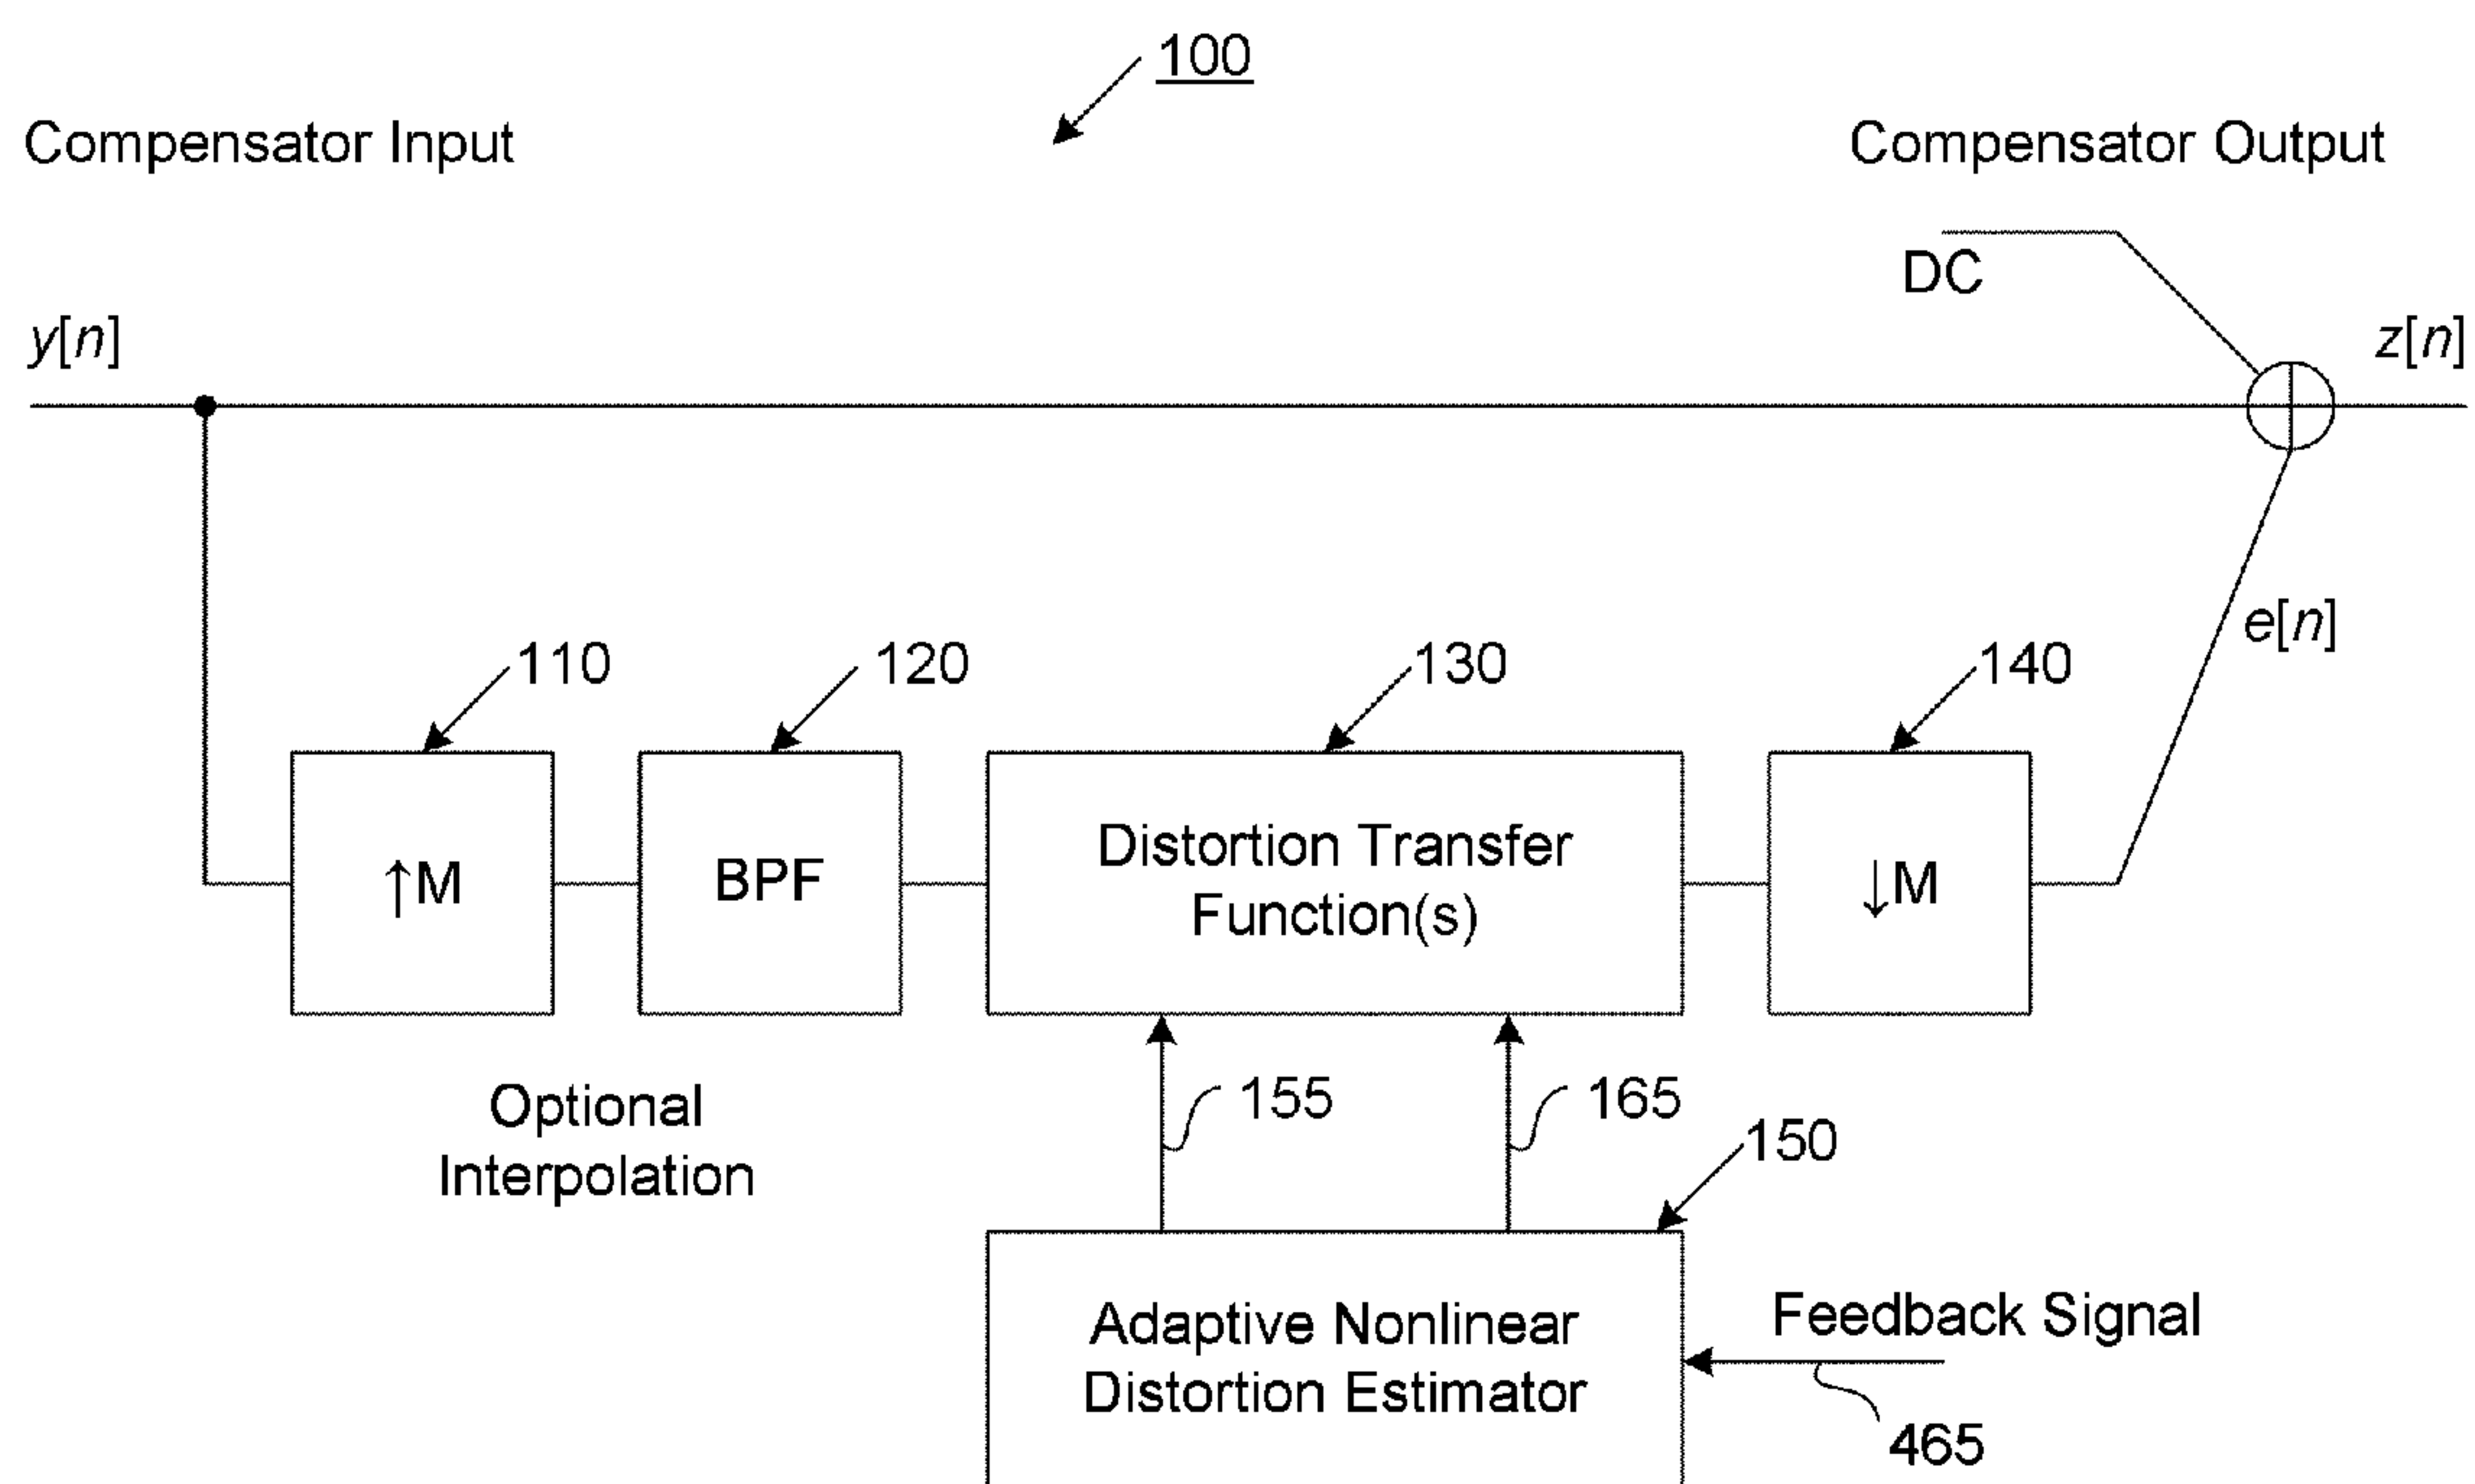 100
Compensator Input
Compensator Output
DC
y[n]
z[n]
e[n]
110
120
130
140
↑M
BPF
Distortion Transfer
Function(s)
↓M
Optional
Interpolation
155
165
150
Adaptive Nonlinear
Distortion Estimator
Feedback Signal
465